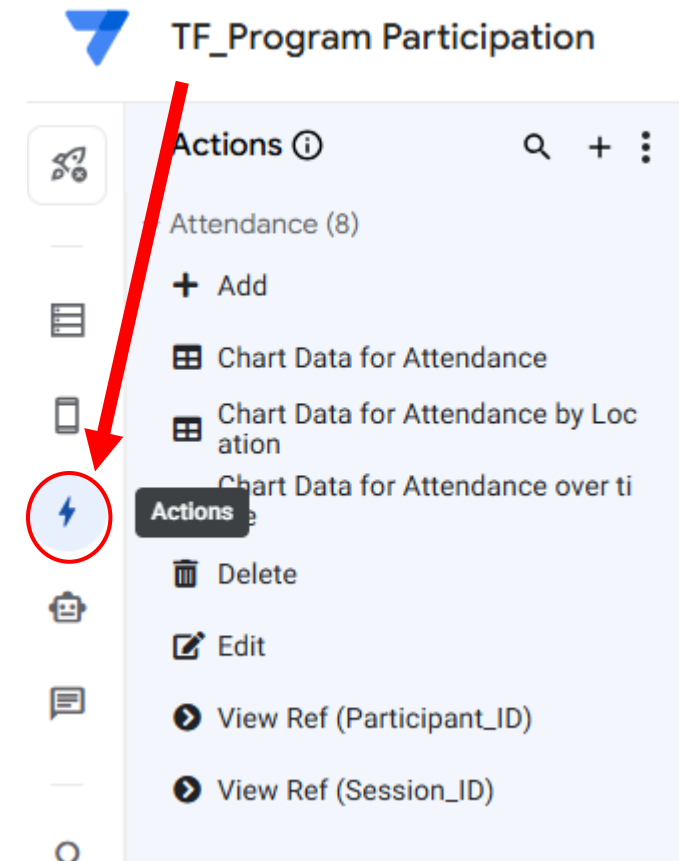 TF_Program Participation
Actions
Attendance (8)
Add
Chart Data for Attendance
Chart Data for Attendance by Loc
ation
Chart Data for Attendance over ti
Actions
Delete
Edit
View Ref (Participant_ID)
View Ref (Session_ID)